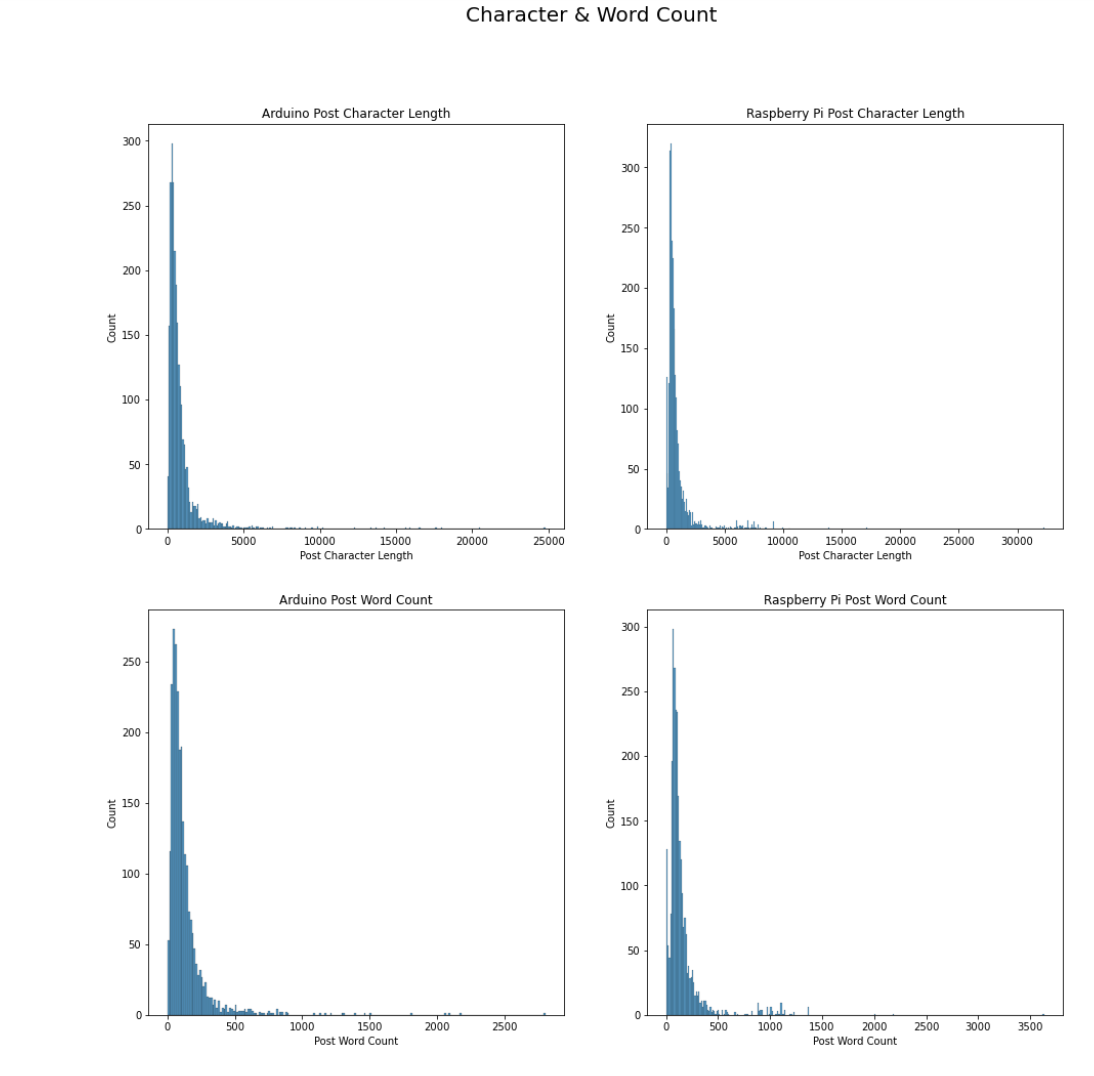 Character & Word Count
Arduino Post Character Length
300
250
200
150
100
50
0
Count
0 5000 10000 15000 20000 25000
Post Character Length
Raspberry Pi Post Character Length
300
250
200
150
100
50
0
Count
0 5000 10000 15000 20000 25000 30000
Post Character Length
Arduino Post Word Count
250
200
150
100
50
0
Count
0 500 1000 1500 2000 2500
Post Word Count
Raspberry Pi Post Word Count
300
250
200
150
100
50
0
Count
0 500 1000 1500 2000 2500 3000 3500
Post Word Count